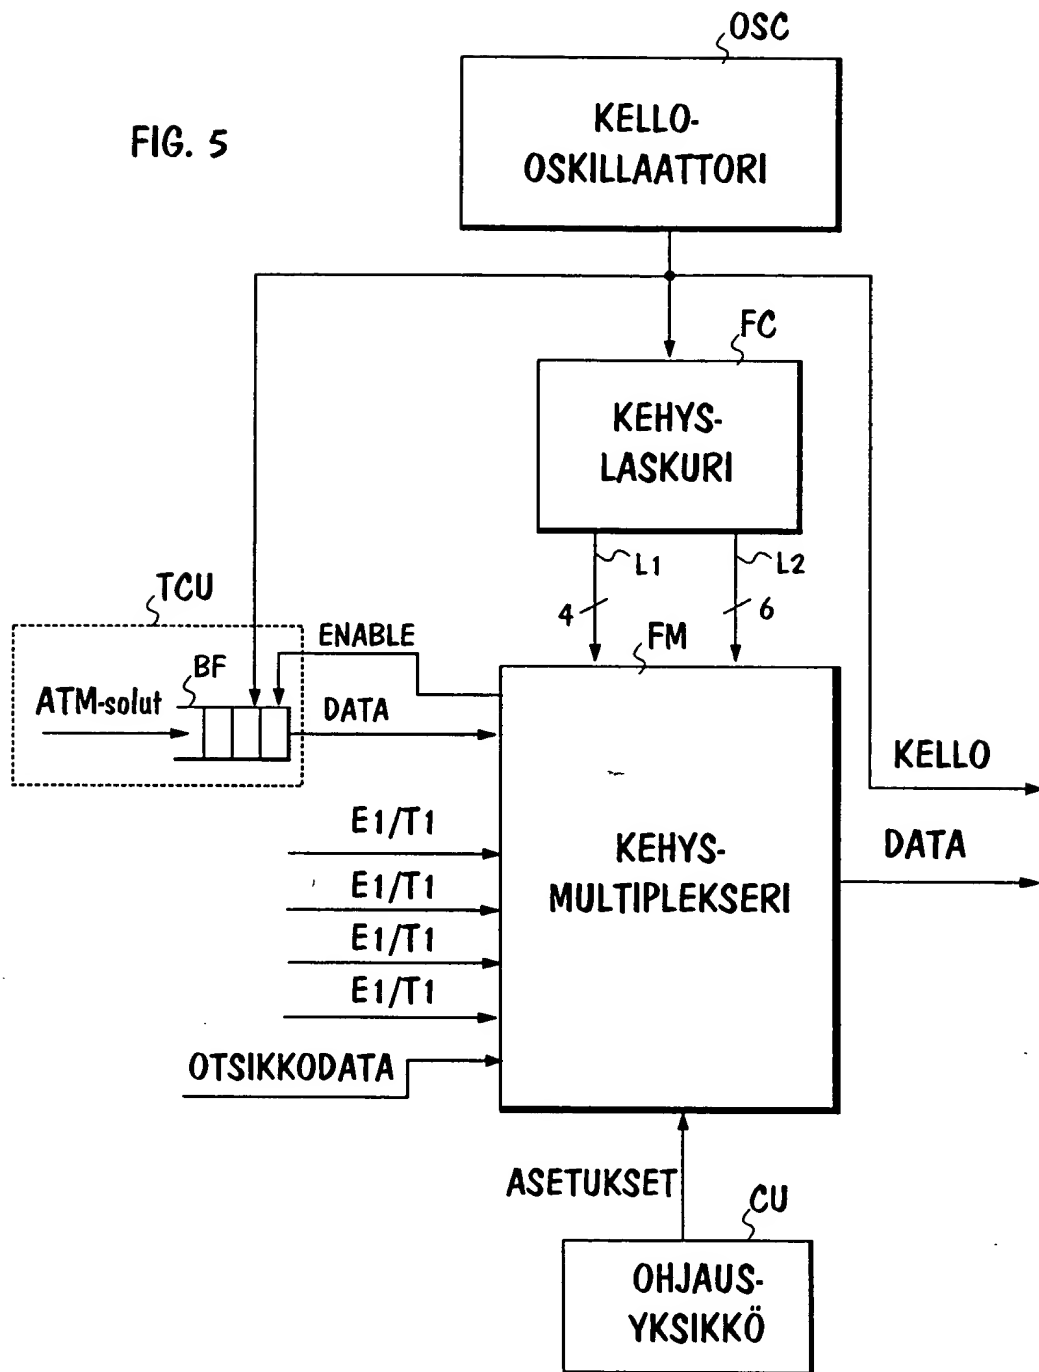 OSC
FIG. 5
KELLO-
OSKILLAATTORI
FC
KEHYS-
LASKURI
L1
L2
TCU
4
6
ENABLE
FM
BF
ATM-solut
DATA
KELLO
E1/T1
DATA
KEHYS-
MULTIPLEKSERI
E1/T1
E1/T1
E1/T1
OTSIKKODATA
ASETUKSET
CU
OHJAUS-
YKSIKKÖ